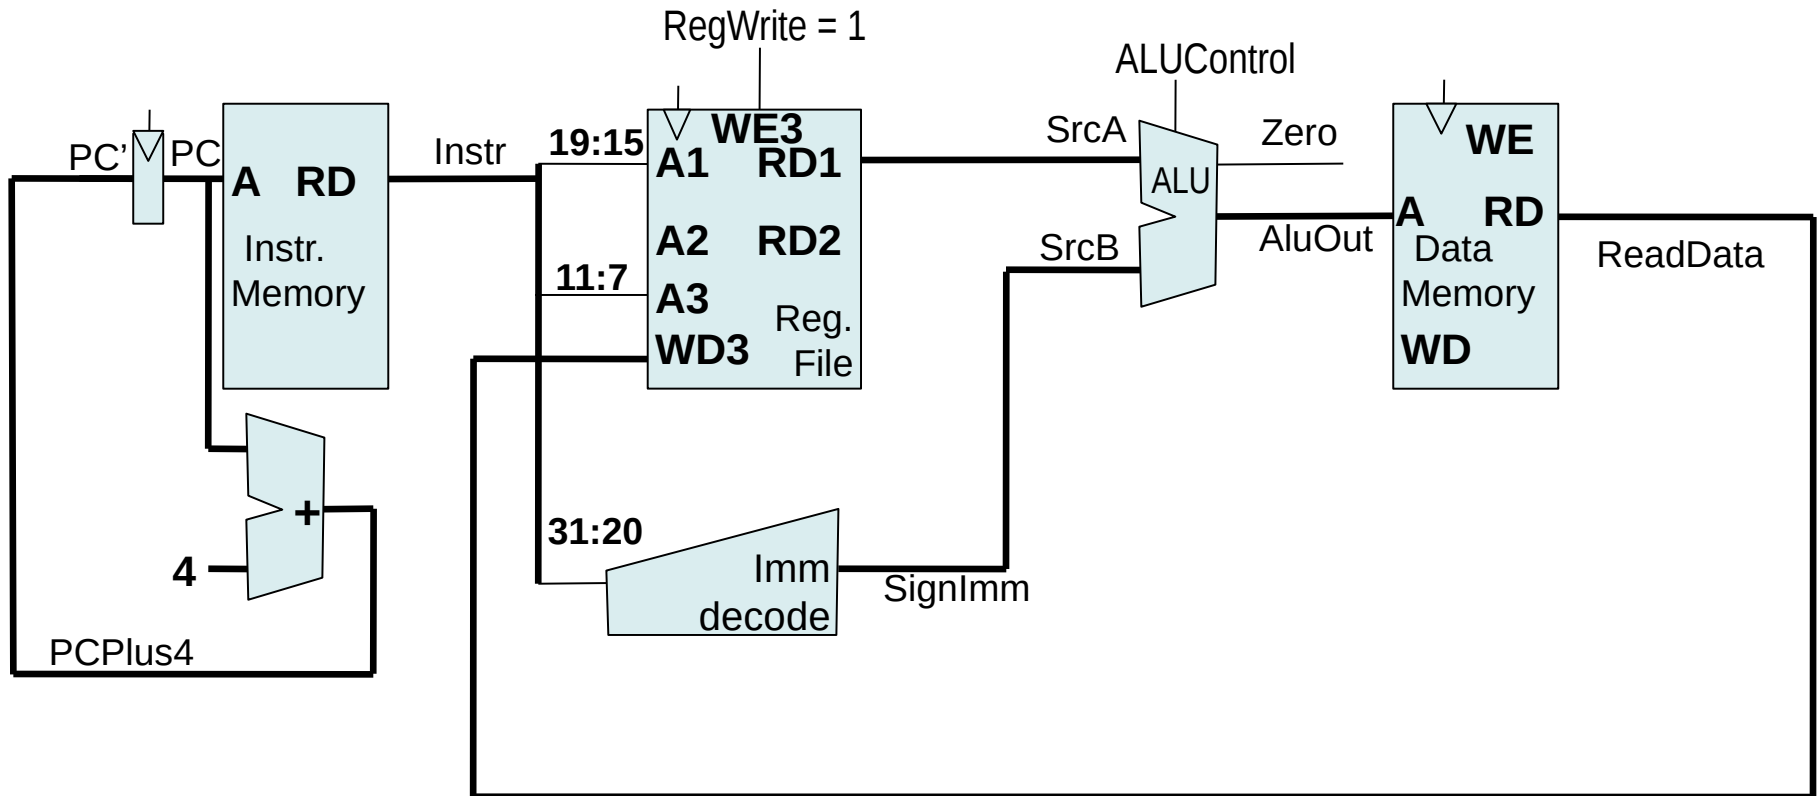 RegWrite = 1
ALUControl
PC’
PC
A RD
Instr.
Memory
Instr
19:15
WE3
A1 RD1
A2 RD2
11:7
A3
Reg.
WD3
File
SrcA
SrcB
ALU
Zero
AluOut
WE
A RD
Data
Memory
WD
ReadData
+
4
PCPlus4
31:20
Imm
decode
SignImm